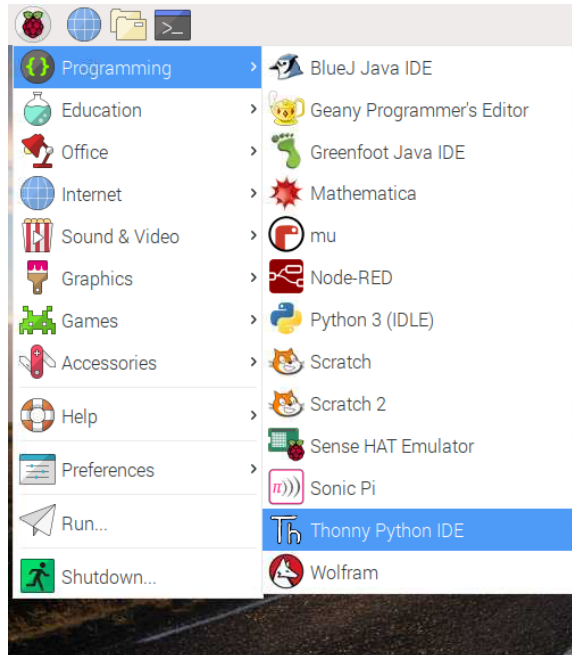 Programming
Education
Office
Internet
Sound & Video
Graphics
Games
Accessories
Help
Preferences
Run...
Shutdown...
BlueJ Java IDE
Geany Programmer's Editor
Greenfoot Java IDE
Mathematica
mu
Node-RED
Python 3 (IDLE)
Scratch
Scratch 2
Sense HAT Emulator
π))) Sonic Pi
Th Thonny Python IDE
Wolfram